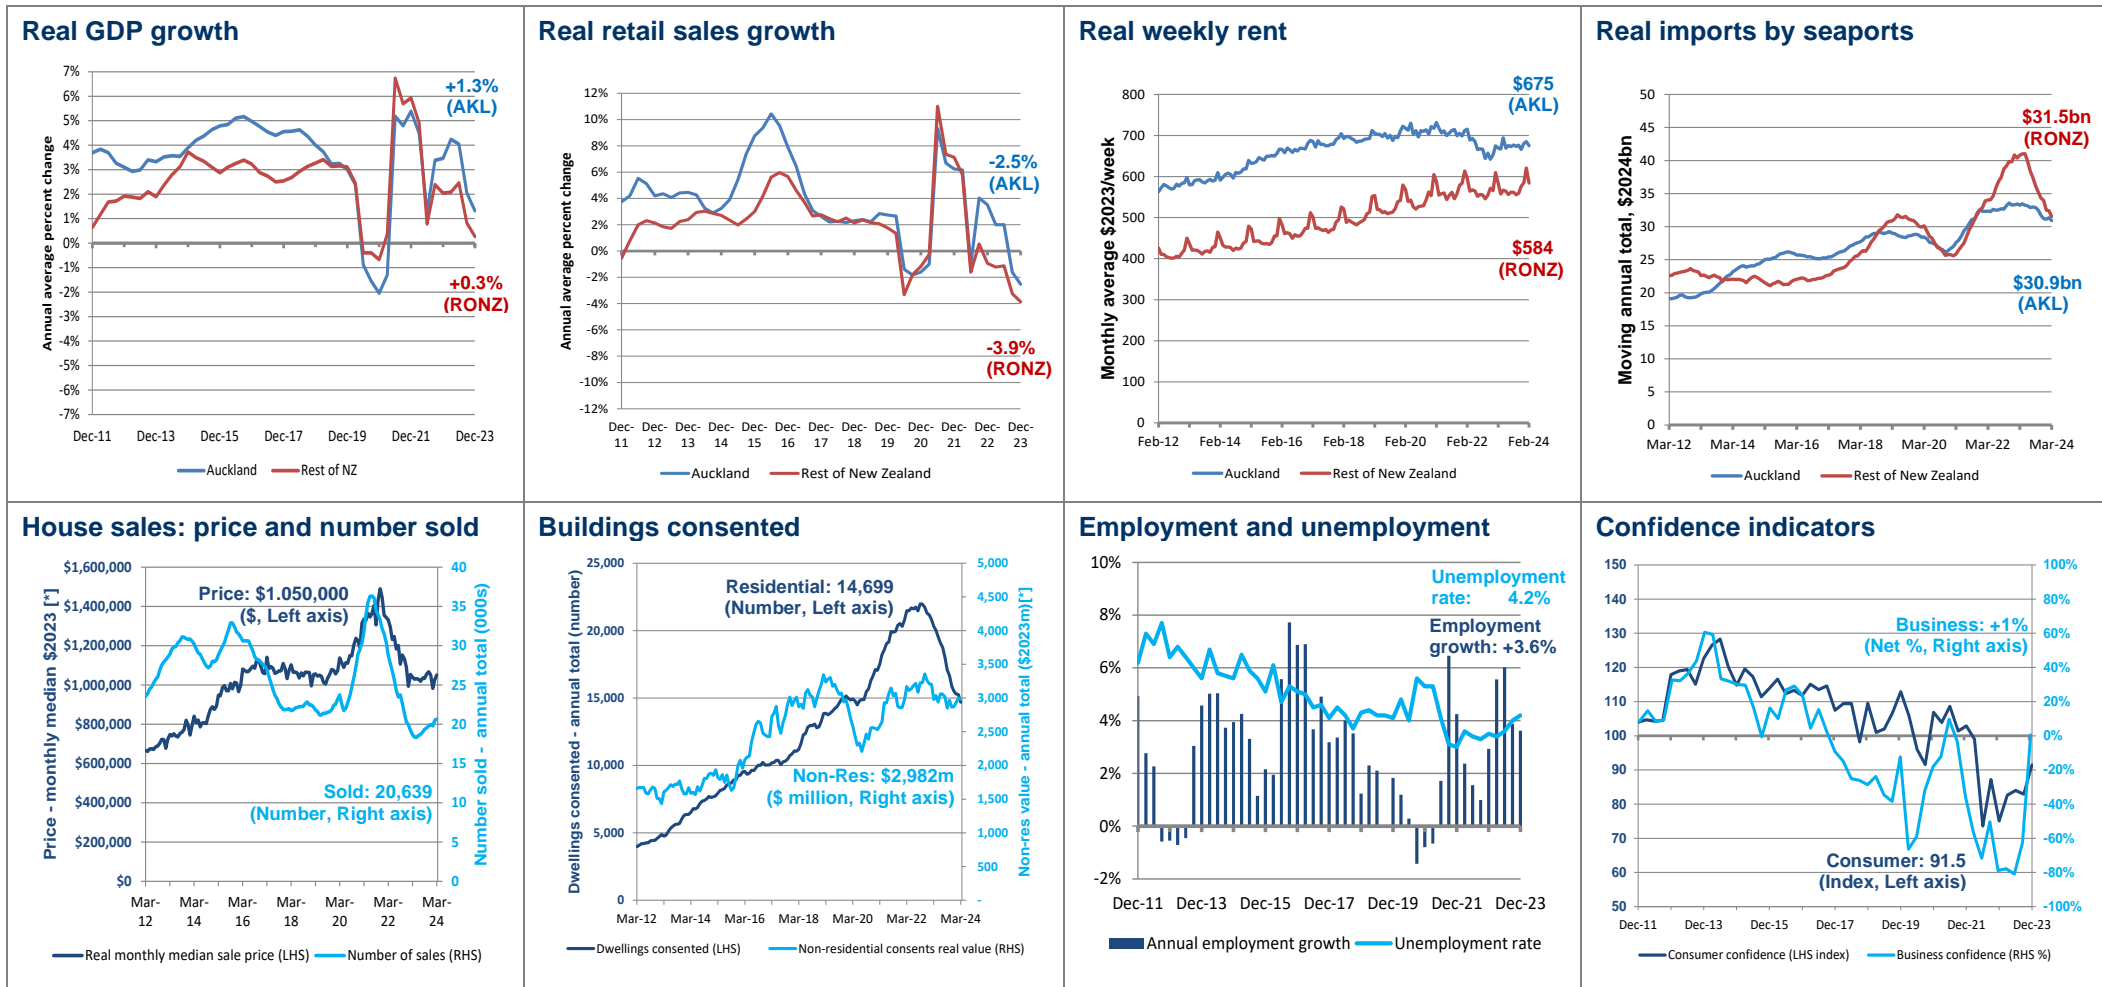 Real GDP growth
Annual average percent change
7%
6%
5%
4%
3%
2%
1%
0%
-1%
-2%
-3%
-4%
-5%
-6%
-7%
+1.3%
(AKL)
+0.3%
(RONZ)
Dec-11 Dec-13 Dec-15 Dec-17 Dec-19 Dec-21 Dec-23
Auckland Rest of NZ
Real retail sales growth
Annual average percent change
12%
10%
8%
6%
4%
2%
0%
-2%
-4%
-6%
-8%
-10%
-12%
-2.5%
(AKL)
-3.9%
(RONZ)
Dec- Dec- Dec- Dec- Dec- Dec- Dec- Dec- Dec- Dec- Dec- Dec- Dec-
11 12 13 14 15 16 17 18 19 20 21 22 23
Auckland Rest of New Zealand
Real weekly rent
Monthly average $2023/week
800
700
600
500
400
300
200
100
0
$675
(AKL)
$584
(RONZ)
Feb-12 Feb-14 Feb-16 Feb-18 Feb-20 Feb-22 Feb-24
Auckland Rest of New Zealand
Real imports by seaports
Moving annual total, $2024bn
50
45
40
35
30
25
20
15
10
5
0
$31.5bn
(RONZ)
$30.9bn
(AKL)
Mar-12 Mar-14 Mar-16 Mar-18 Mar-20 Mar-22 Mar-24
Auckland Rest of New Zealand
House sales: price and number sold
Price - monthly median $2023 [*]
$1,600,000
$1,400,000
$1,200,000
$1,000,000
$800,000
$600,000
$400,000
$200,000
$0
Price: $1.050,000
($, Left axis)
Sold: 20,639
(Number, Right axis)
40
35
30
25
20
15
10
5
0
Number sold - annual total (000s)
Mar- Mar- Mar- Mar- Mar- Mar- Mar-
12 14 16 18 20 22 24
Real monthly median sale price (LHS) Number of sales (RHS)
Buildings consented
Dwellings consented - annual total (number)
25,000
20,000
15,000
10,000
5,000
0
Residential: 14,699
(Number, Left axis)
Non-Res: $2,982m
($ million, Right axis)
5,000
4,500
4,000
3,500
3,000
2,500
2,000
1,500
1,000
500
-
Non-res value - annual total ($2023m)[*]
Mar-12 Mar-14 Mar-16 Mar-18 Mar-20 Mar-22 Mar-24
Dwellings consented (LHS) Non-residential consents real value (RHS)
Employment and unemployment
10%
8%
6%
4%
2%
0%
-2%
Unemployment
rate: 4.2%
Employment
growth: +3.6%
Dec-11 Dec-13 Dec-15 Dec-17 Dec-19 Dec-21 Dec-23
Annual employment growth Unemployment rate
Confidence indicators
150
140
130
120
110
100
90
80
70
60
50
Business: +1%
(Net %, Right axis)
Consumer: 91.5
(Index, Left axis)
100%
80%
60%
40%
20%
0%
-20%
-40%
-60%
-80%
-100%
Dec-11 Dec-13 Dec-15 Dec-17 Dec-19 Dec-21 Dec-23
Consumer confidence (LHS index) Business confidence (RHS %)